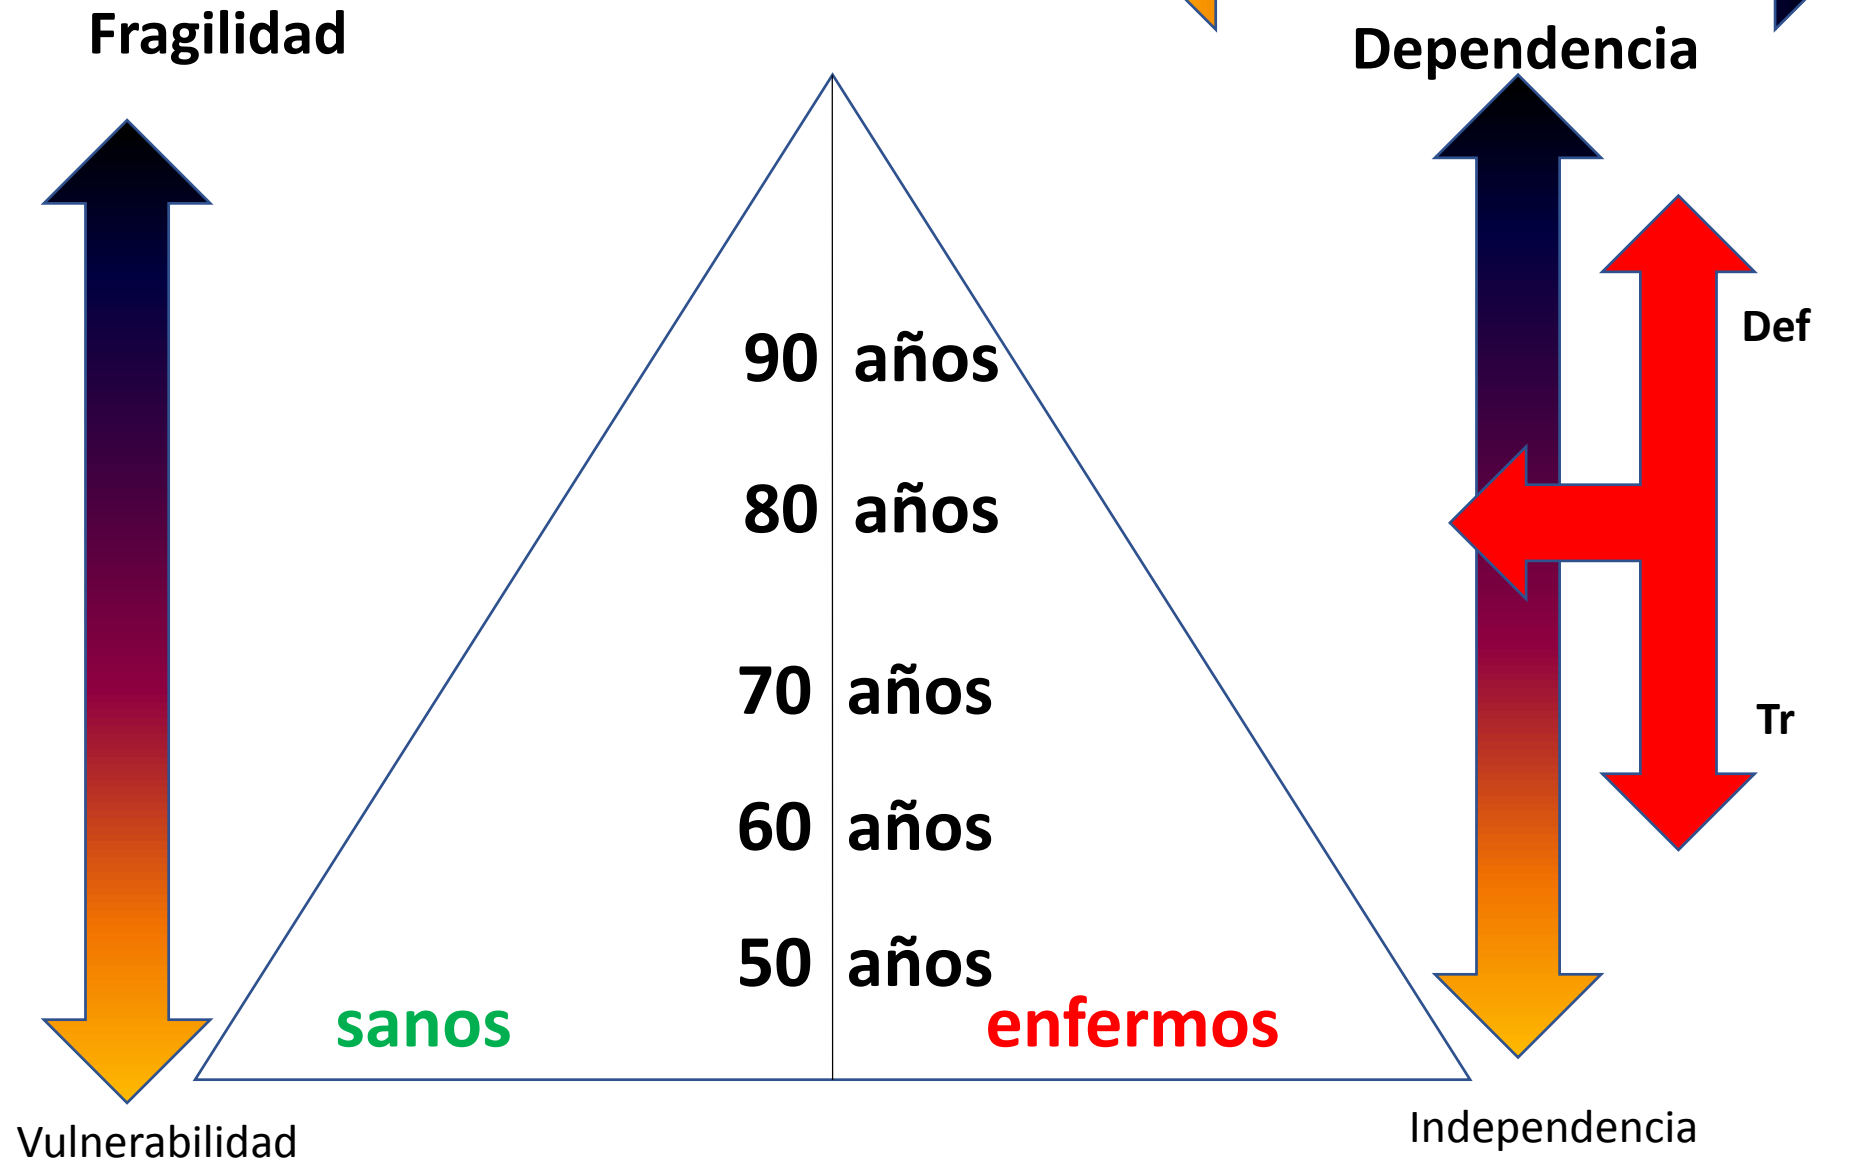 Fragilidad
Dependencia
90 años
80 años
70 años
60 años
50 años
sanos
enfermos
Def
Tr
Vulnerabilidad
Independencia